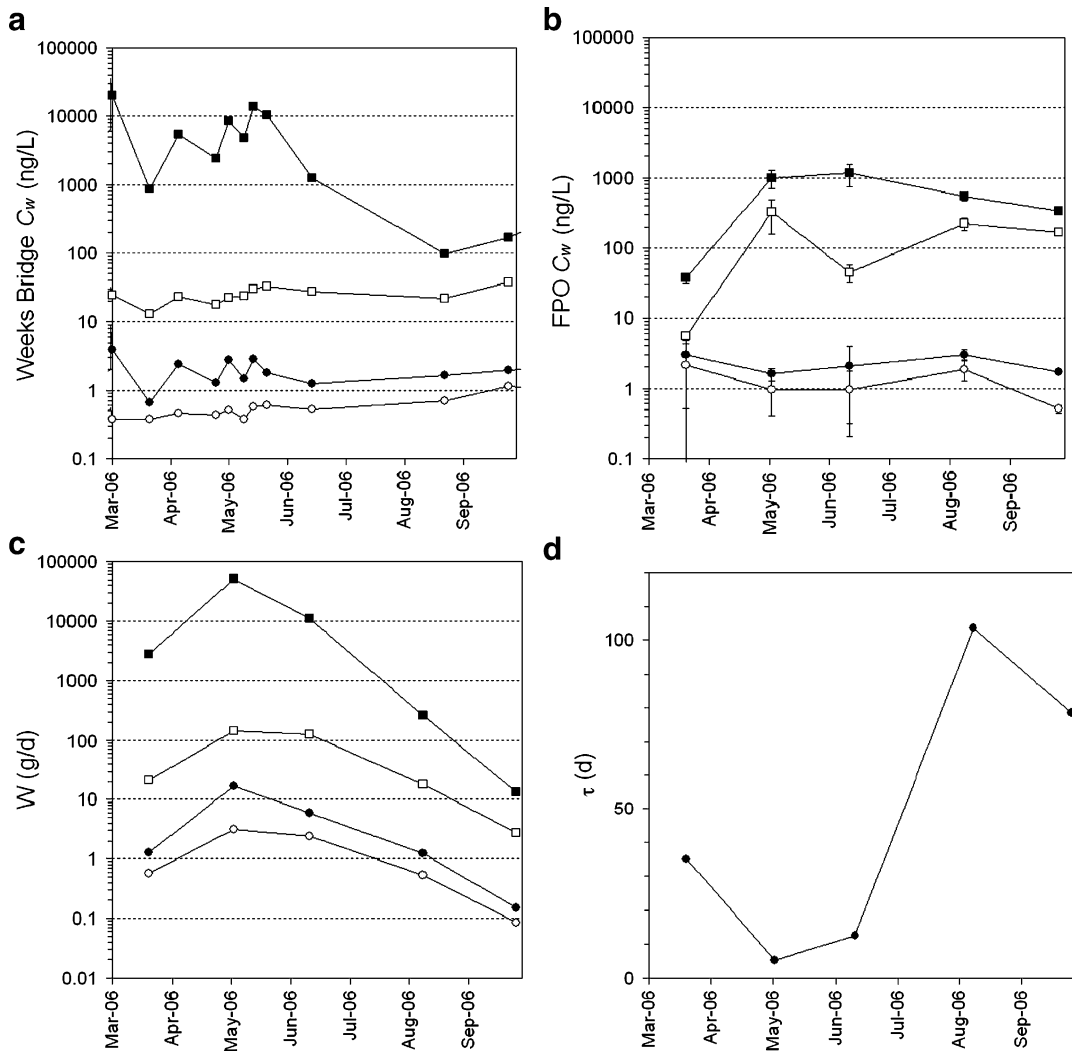 a
100000
10000
1000
100
10
1
0.1
Weeks Bridge Cw (ng/L)
Mar-06
Apr-06
May-06
Jun-06
Jul-06
Aug-06
Sep-06
b
100000
10000
1000
100
10
1
0.1
FPO Cw (ng/L)
Mar-06
Apr-06
May-06
Jun-06
Jul-06
Aug-06
Sep-06
c
100000
10000
1000
100
10
1
0.1
0.01
W (g/d)
Mar-06
Apr-06
May-06
Jun-06
Jul-06
Aug-06
Sep-06
d
100
50
0
τ (d)
Mar-06
Apr-06
May-06
Jun-06
Jul-06
Aug-06
Sep-06